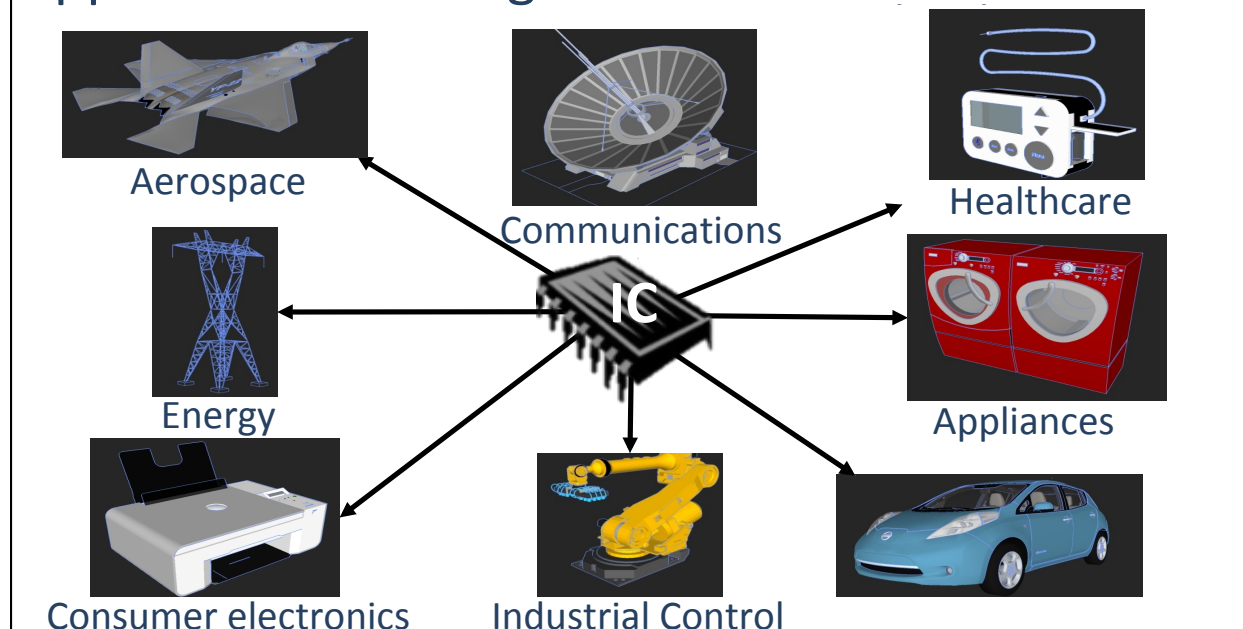 Aerospace
Communications
Healthcare
IC
Energy
Appliances
Consumer electronics
Industrial Control